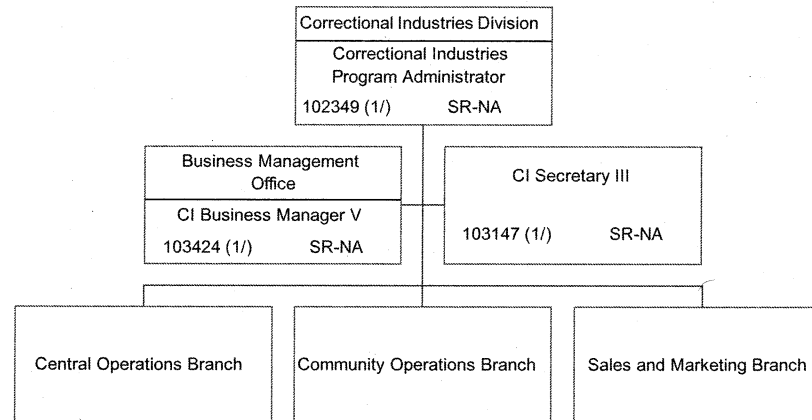 Correctional Industries Division
Correctional Industries
Program Administrator
102349 (1/) SR-NA
Business Management
Office
CI Business Manager V
103424 (1/) SR-NA
CI Secretary III
103147 (1/) SR-NA
Central Operations Branch
Community Operations Branch
Sales and Marketing Branch